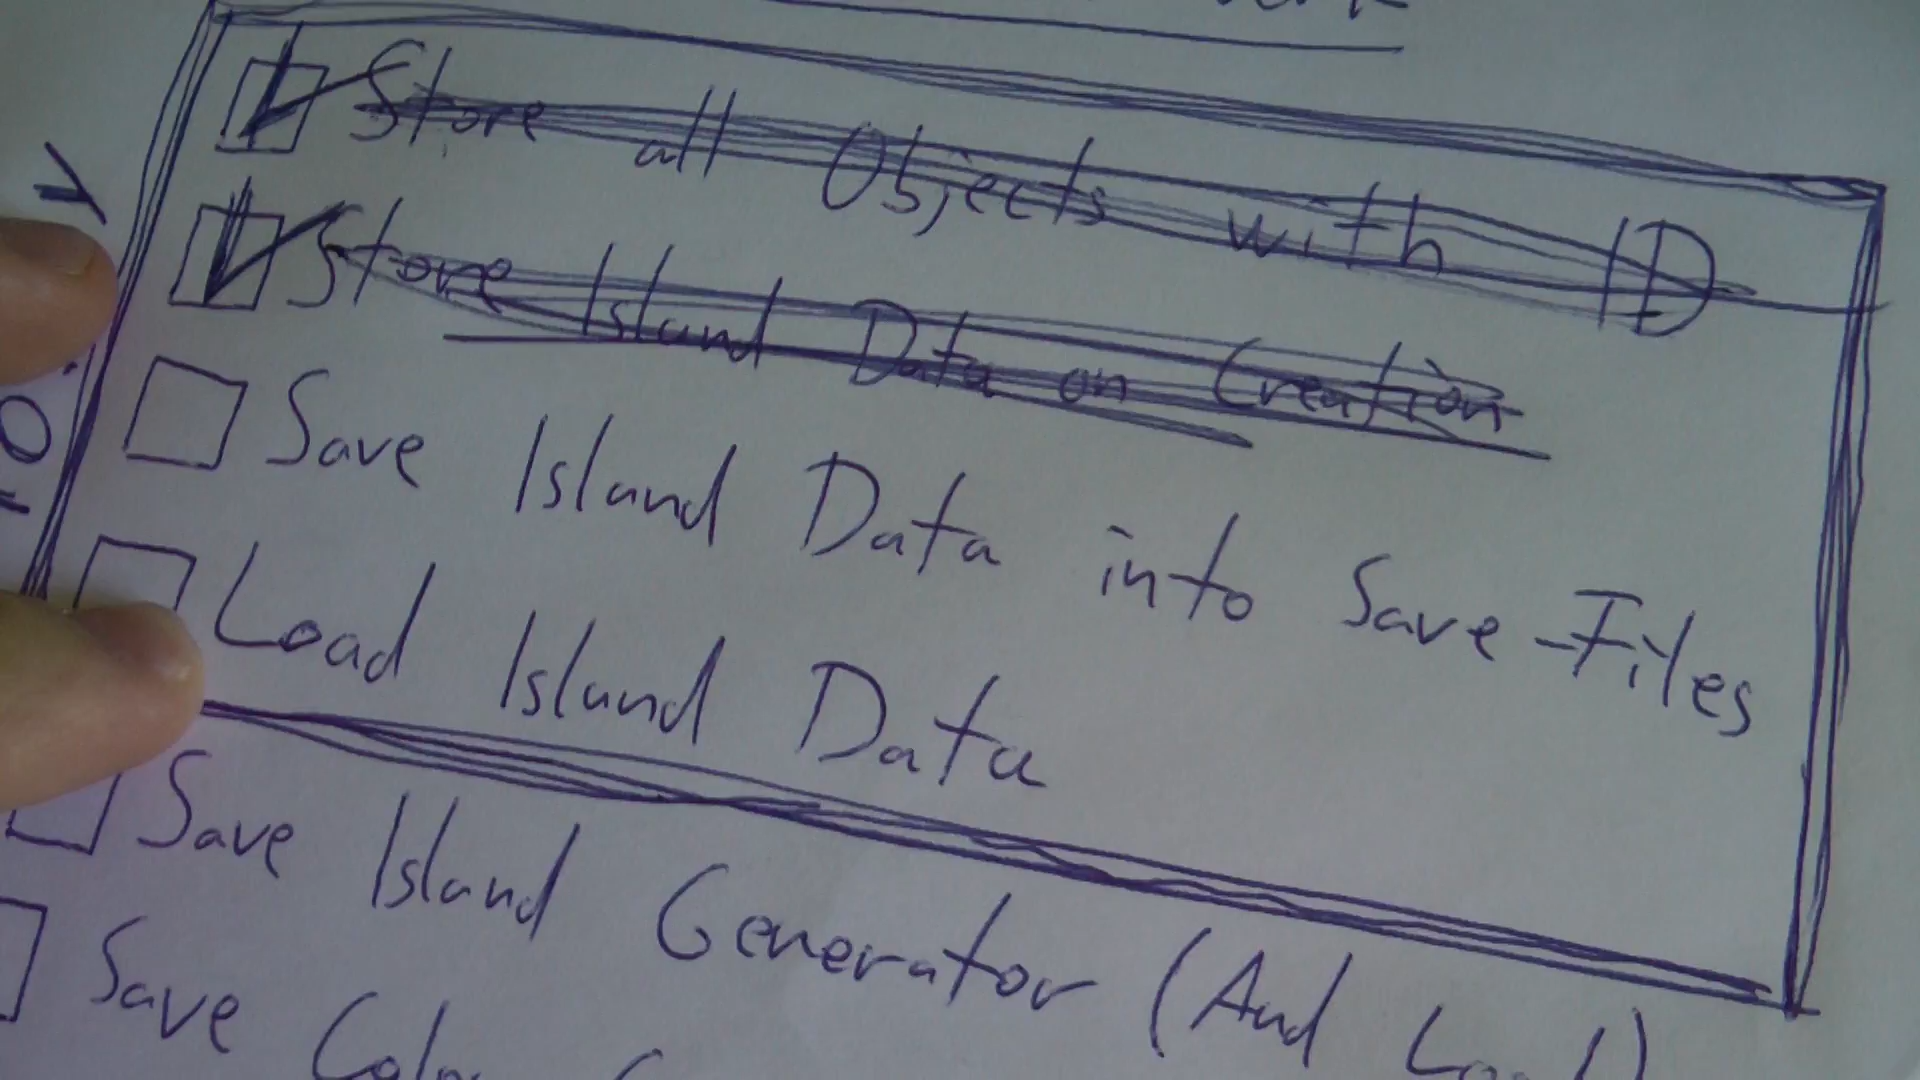 Store all Objects with ID
Store Island Data on Creation
Save Island Data into Save-Files
Load Island Data
Save Island Generator (And Load)
Save